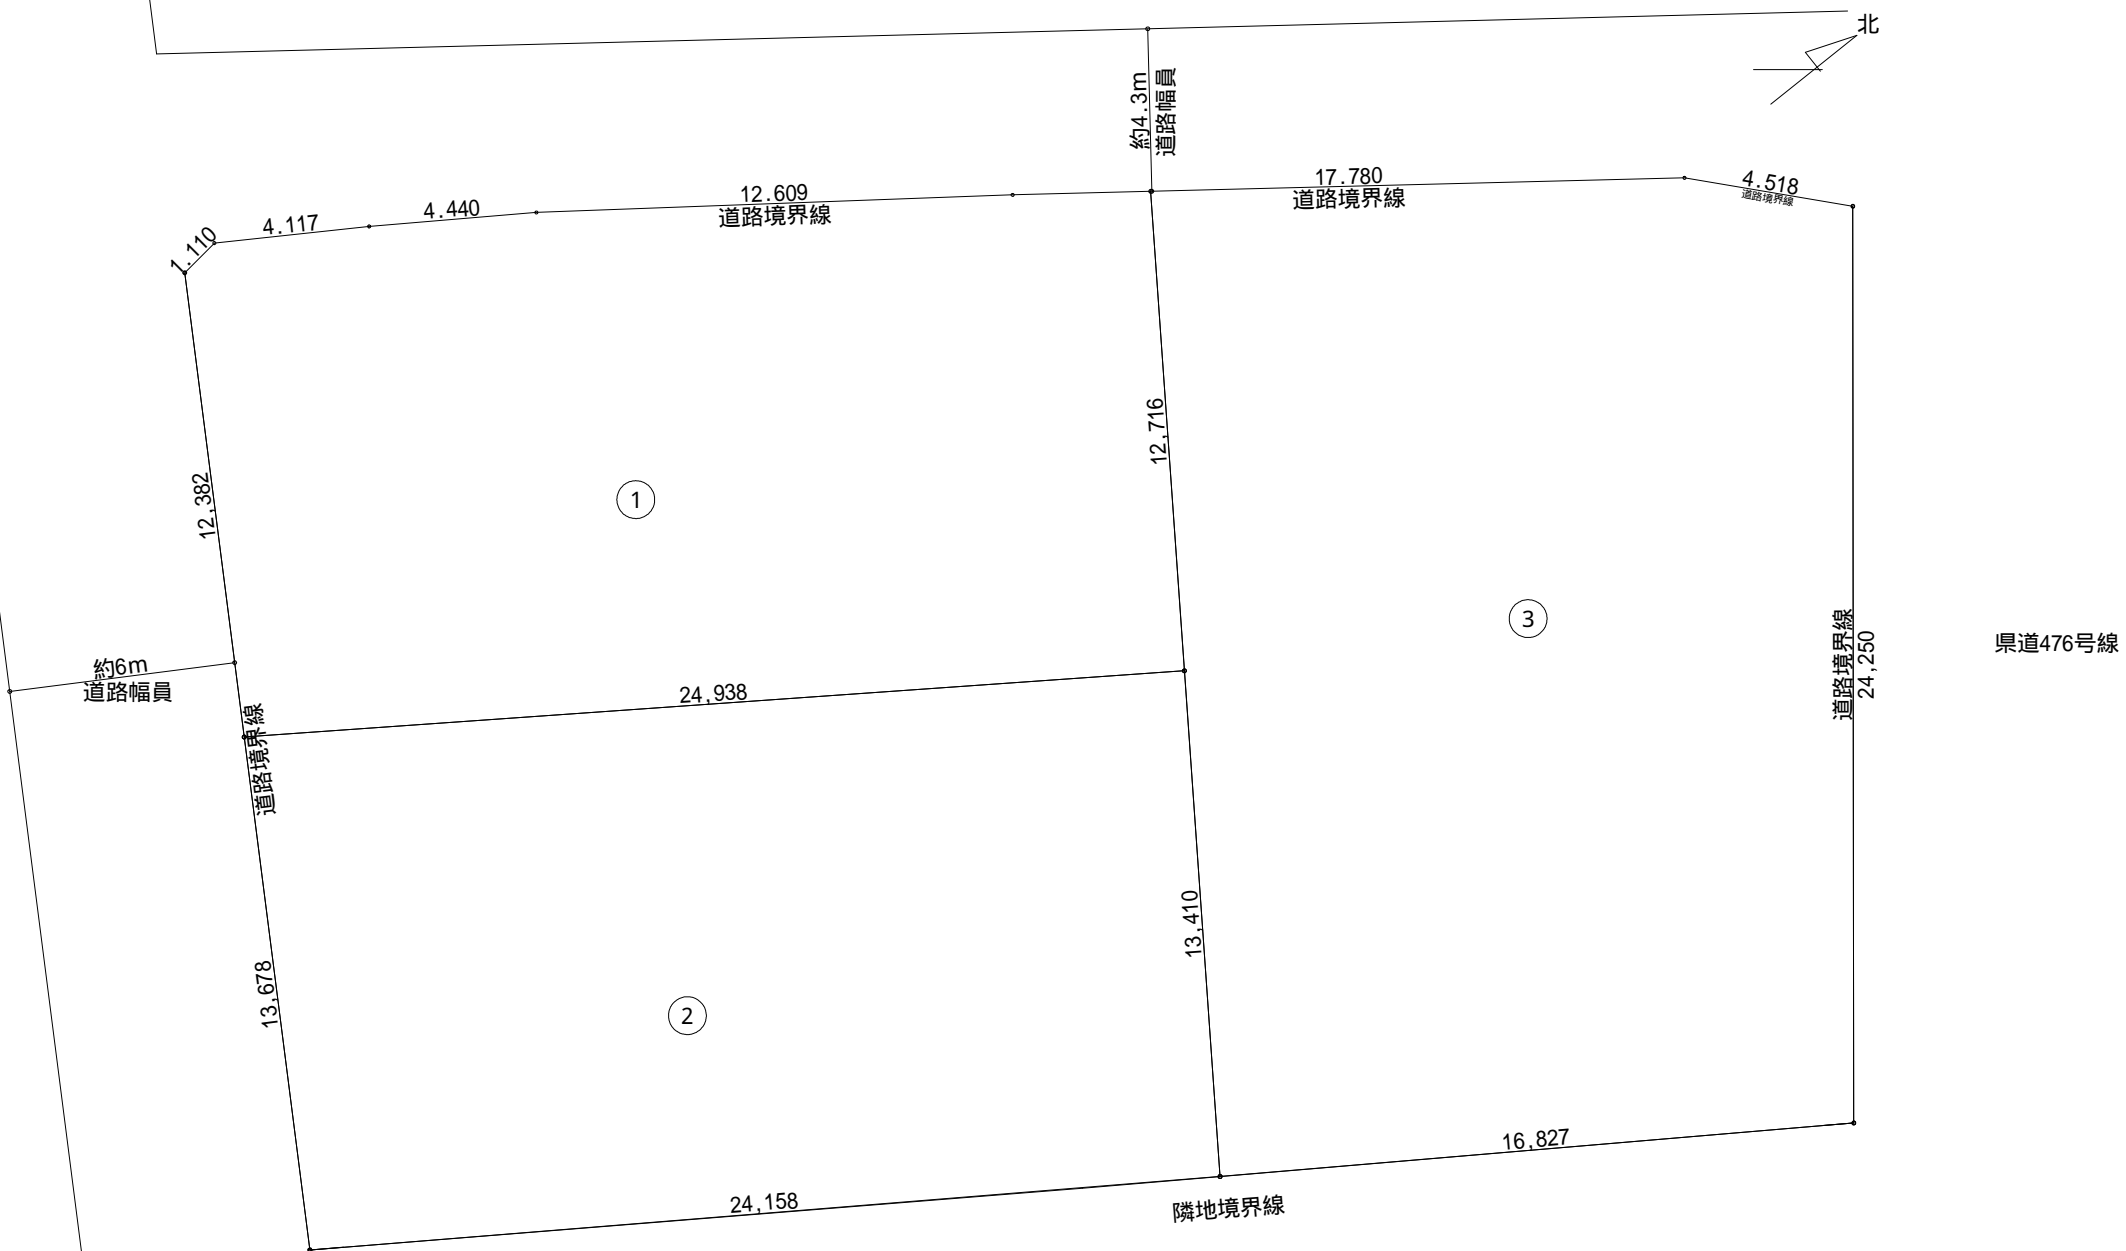 北
約4.3m
道路幅員
17.780
道路境界線
4.518
道路境界線
12.609
道路境界線
4.440
4.117
1.110
12,716
12,382
①
③
道路境界線
24,250
県道476号線
約6m
道路幅員
24,938
道路境界線
13,410
13,678
②
16,827
24,158
隣地境界線